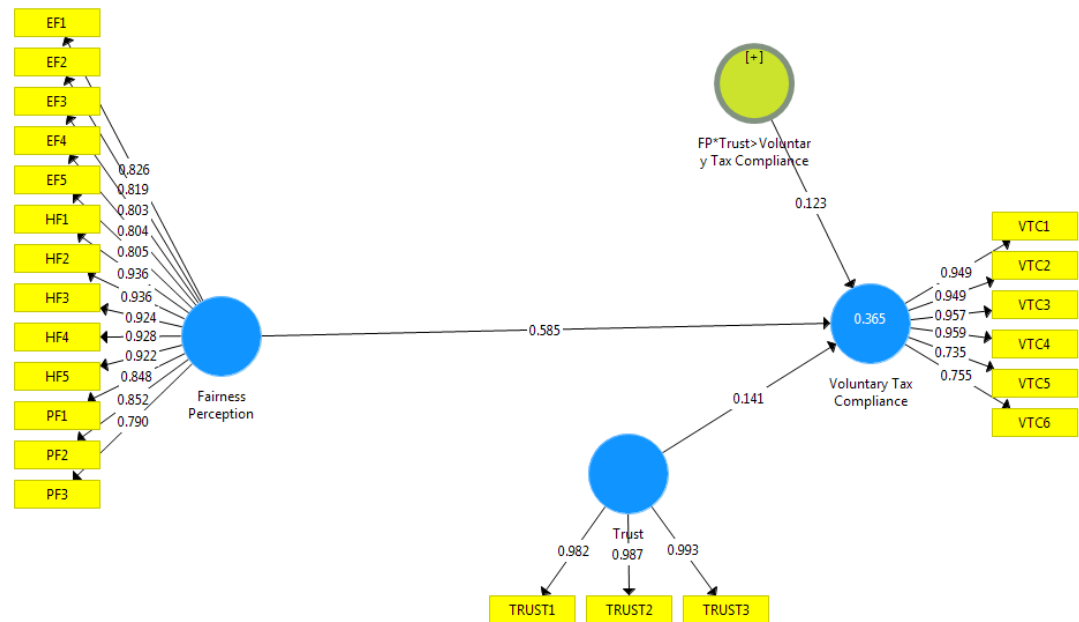 EF1
EF2
EF3
EF4
EF5
HF1
HF2
HF3
HF4
HF5
PF1
PF2
PF3
0.826
0.819
0.803
0.804
0.805
0.936
0.936
0.924
0.928
0.922
0.848
0.852
0.790
Fairness
Perception
0.585
[+]
FP*Trust>Voluntar
y Tax Compliance
0.123
0.365
Voluntary Tax
Compliance
0.141
Trust
0.982
0.987
0.993
TRUST1
TRUST2
TRUST3
0.949
0.949
0.957
0.959
0.735
0.755
VTC1
VTC2
VTC3
VTC4
VTC5
VTC6